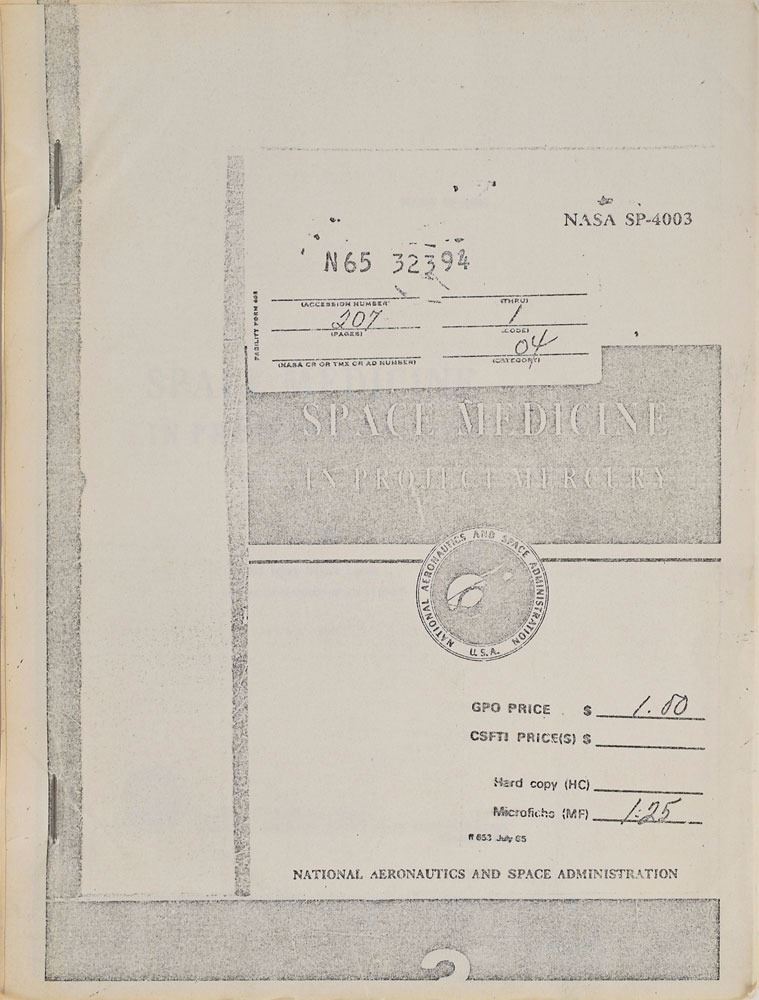 NASA SP-4003
N65 32394
FACILITY FORM 602
(ACCESSION NUMBER)
(THRU)
207
1
(PAGES)
(CODE)
04
(NASA CR OR TMX OR AD NUMBER)
(CATEGORY)
SPACE MEDICINE
IN PROJECT MERCURY
NATIONAL AERONAUTICS AND SPACE ADMINISTRATION
U.S.A.
GPO PRICE $ 1.00
CSFTI PRICE(S) $
Hard copy (HC)
Microfiche (MF) 1.25
ff 653 July 65
NATIONAL AERONAUTICS AND SPACE ADMINISTRATION